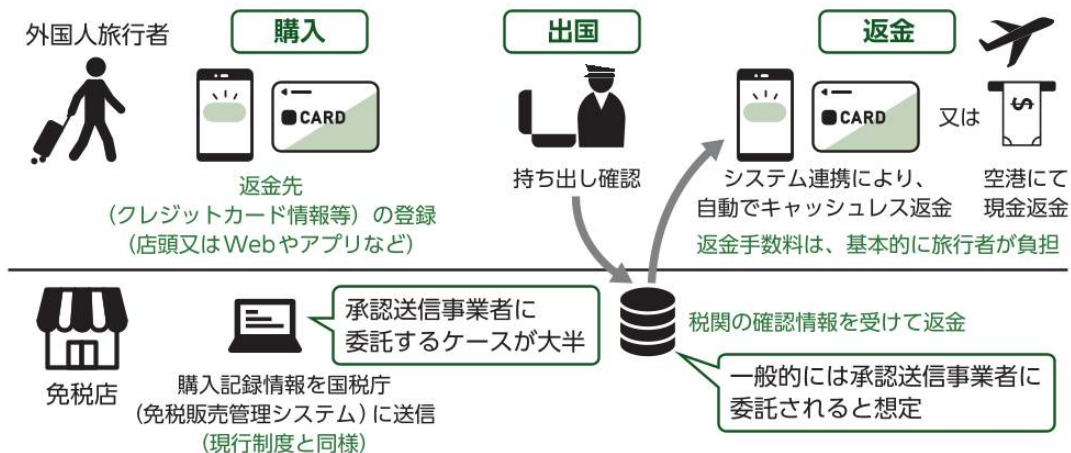 外国人旅行者
購入
出国
返金
CARD
CARD
又は
$
返金先
(クレジットカード情報等)の登録
(店頭又はWebやアプリなど)
持ち出し確認
システム連携により、
自動でキャッシュレス返金
空港にて
現金返金
返金手数料は、基本的に旅行者が負担
免税店
購入記録情報を国税庁
(免税販売管理システム)に送信
(現行制度と同様)
承認送信事業者に
委託するケースが大半
税関の確認情報を受けて返金
一般的には承認送信事業者に
委託されると想定